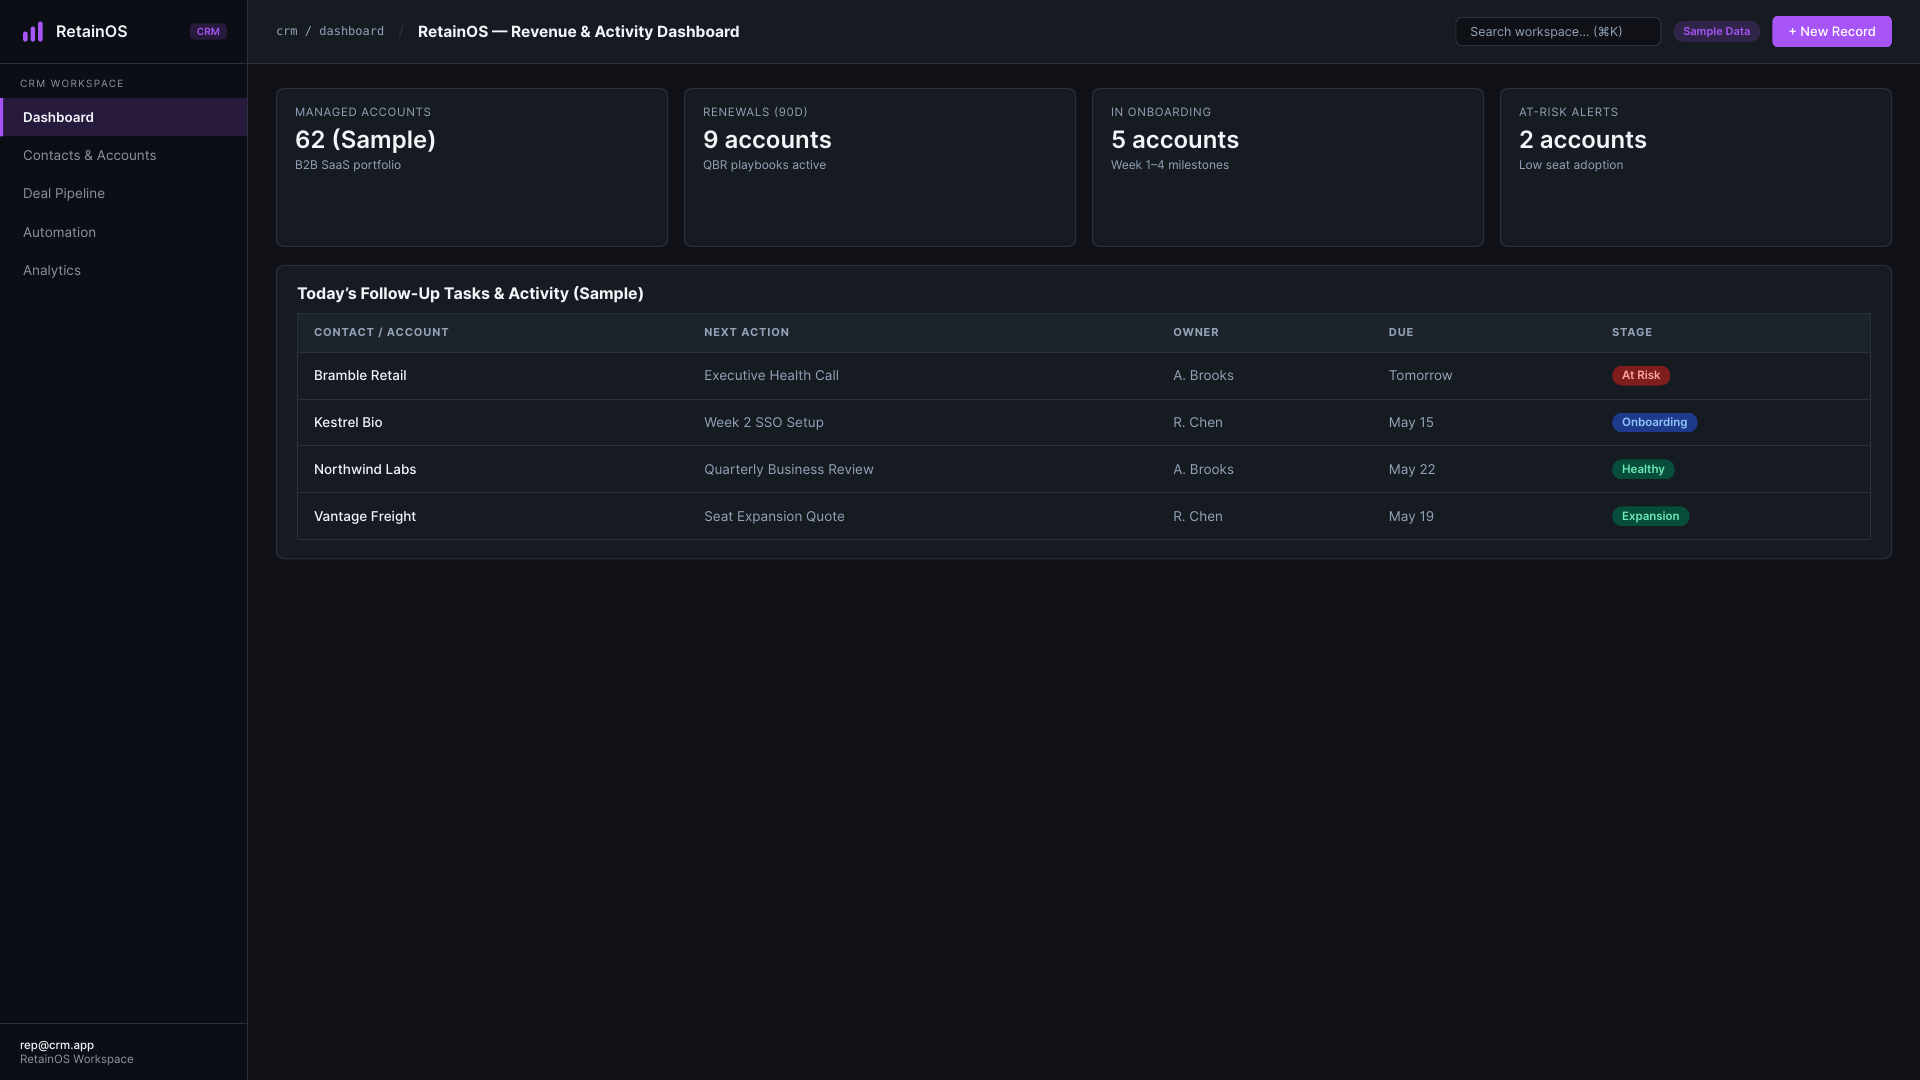 RetainOS CRM
CRM WORKSPACE
Dashboard
Contacts & Accounts
Deal Pipeline
Automation
Analytics
rep@crm.app
RetainOS Workspace
crm / dashboard / RetainOS — Revenue & Activity Dashboard
Search workspace... (⌘K)
Sample Data
+ New Record
MANAGED ACCOUNTS
62 (Sample)
B2B SaaS portfolio
RENEWALS (90D)
9 accounts
QBR playbooks active
IN ONBOARDING
5 accounts
Week 1–4 milestones
AT-RISK ALERTS
2 accounts
Low seat adoption
Today’s Follow-Up Tasks & Activity (Sample)
CONTACT / ACCOUNT NEXT ACTION OWNER DUE STAGE
Bramble Retail Executive Health Call A. Brooks Tomorrow At Risk
Kestrel Bio Week 2 SSO Setup R. Chen May 15 Onboarding
Northwind Labs Quarterly Business Review A. Brooks May 22 Healthy
Vantage Freight Seat Expansion Quote R. Chen May 19 Expansion